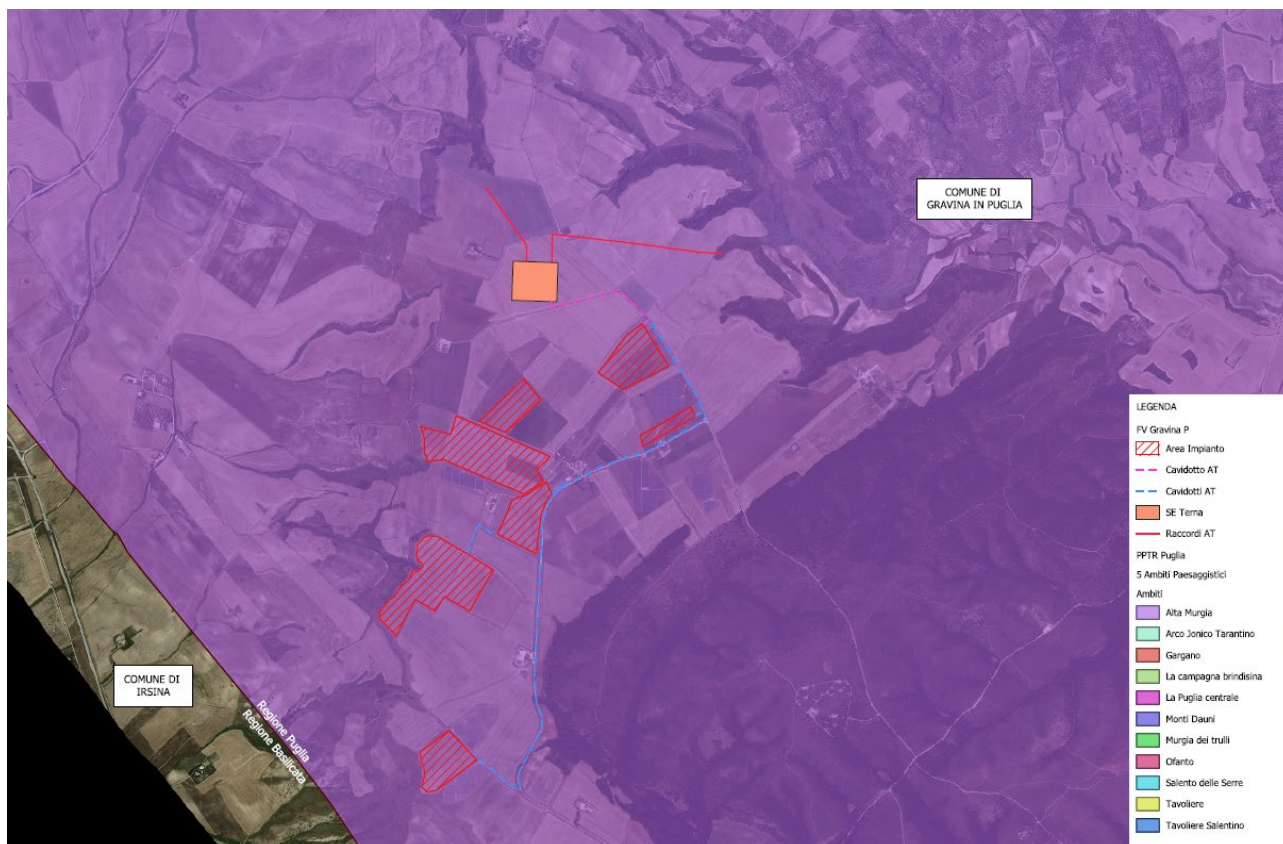 COMUNE DI
GRAVINA IN PUGLIA
COMUNE DI
IRSINA
Regione Puglia
Regione Basilicata
LEGENDA
FV Gravina P
Area Impianto
Cavidotto AT
Cavidotti AT
SE Terna
Raccordi AT
PPTR Puglia
5 Ambiti Paesaggistici
Ambiti
Alta Murgia
Arco Jonico Tarantino
Gargano
La campagna brindisina
La Puglia centrale
Monti Dauni
Murgia dei trulli
Ofanto
Salento delle Serre
Tavoliere
Tavoliere Salentino